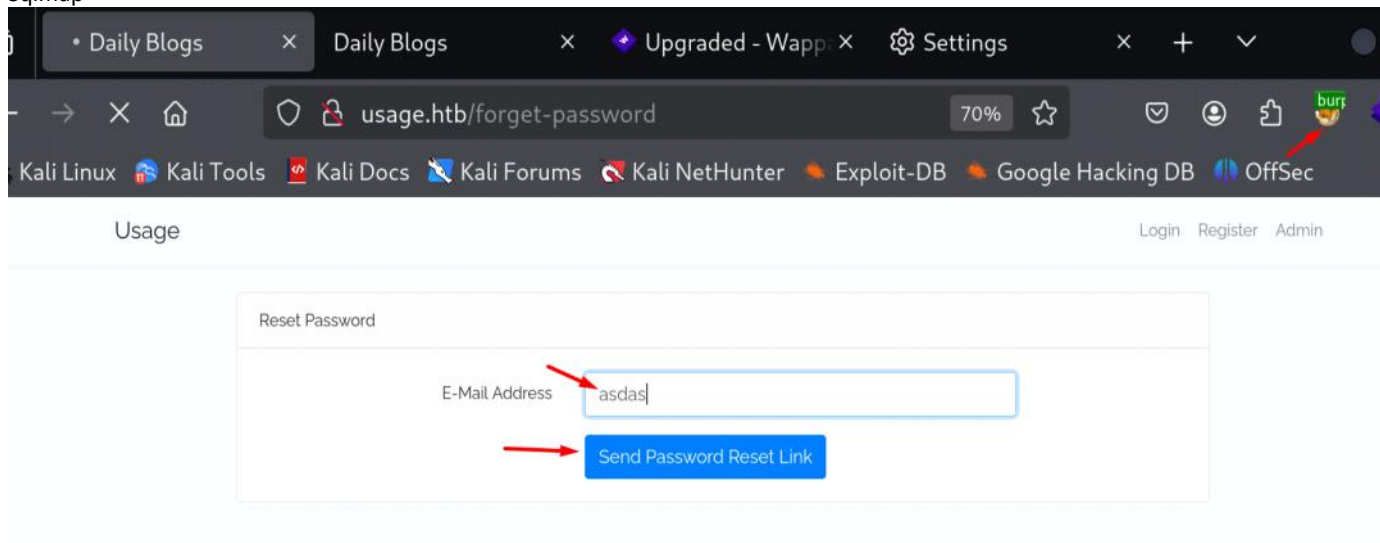 • Daily Blogs × Daily Blogs × Upgraded - Wapp × Settings × +
usage.htb/forget-password 70%
Kali Linux Kali Tools Kali Docs Kali Forums Kali NetHunter Exploit-DB Google Hacking DB OffSec
Usage Login Register Admin
Reset Password
E-Mail Address asdas
Send Password Reset Link